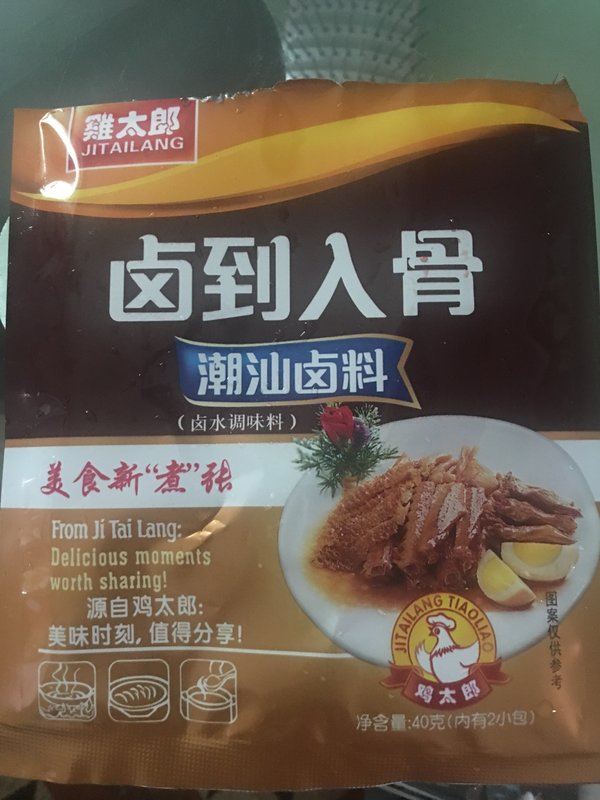 雞太郎
JITAILANG
卤到入骨
潮汕卤料
(卤水调味料)
美食新“煮”张
From Ji Tai Lang:
Delicious moments
worth sharing!
源自鸡太郎:
美味时刻,值得分享!
JITAILANG TIAOLIAO
鸡太郎
图案仅供参考
净含量:40克(内有2小包)